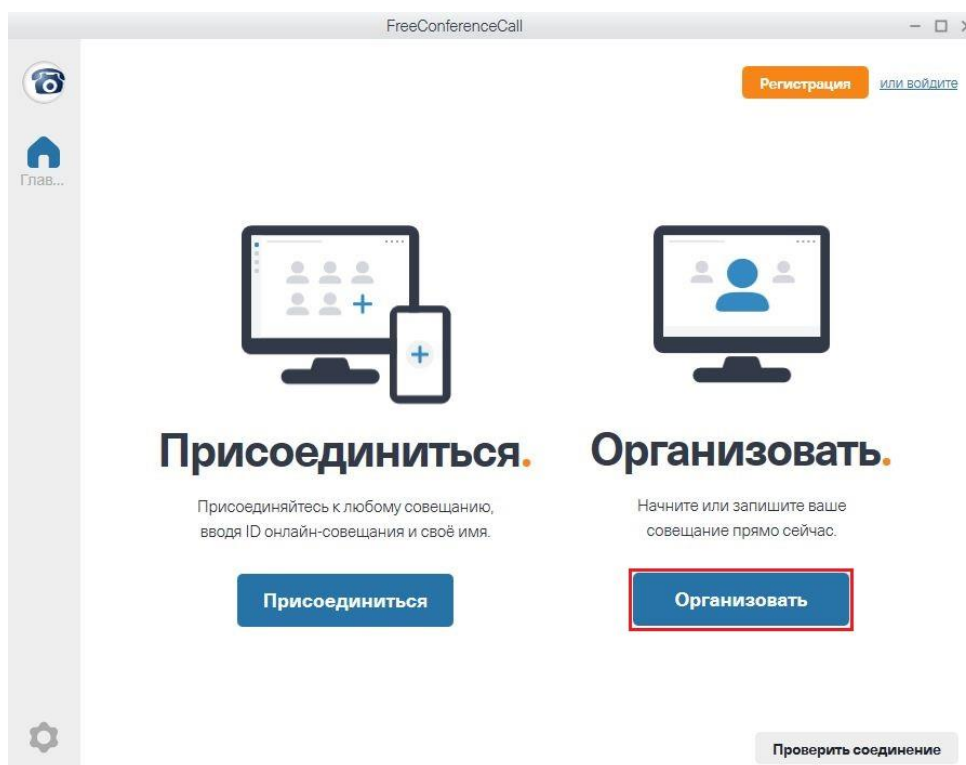 FreeConferenceCall
Регистрация
или войдите
Глав...
Присоединиться.
Присоединяйтесь к любому совещанию,
вводя ID онлайн-совещания и своё имя.
Присоединиться
Организовать.
Начните или запишите ваше
совещание прямо сейчас.
Организовать
Проверить соединение